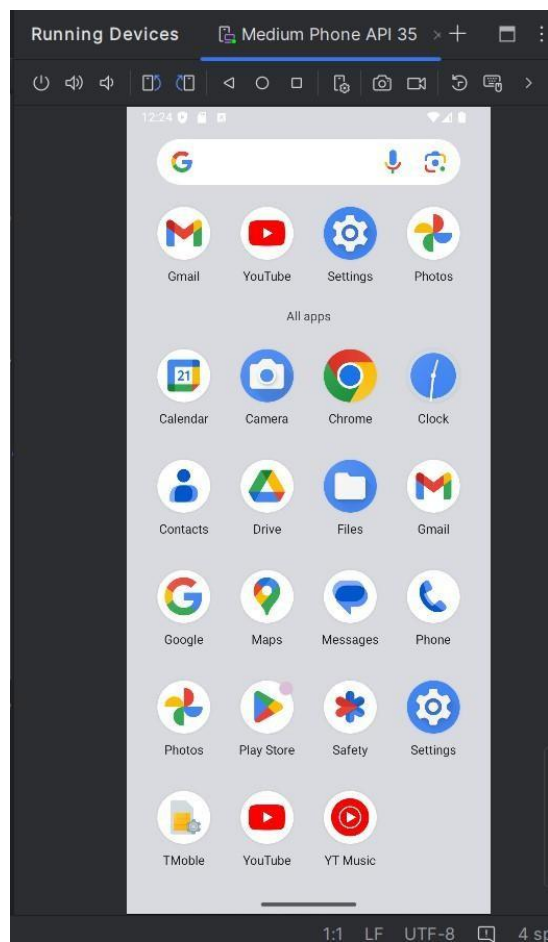 Running Devices Medium Phone API 35
12:24
Gmail YouTube Settings Photos
All apps
21
Calendar Camera Chrome Clock
Contacts Drive Files Gmail
Google Maps Messages Phone
Photos Play Store Safety Settings
TMoble YouTube YT Music
1:1 LF UTF-8 4 sp